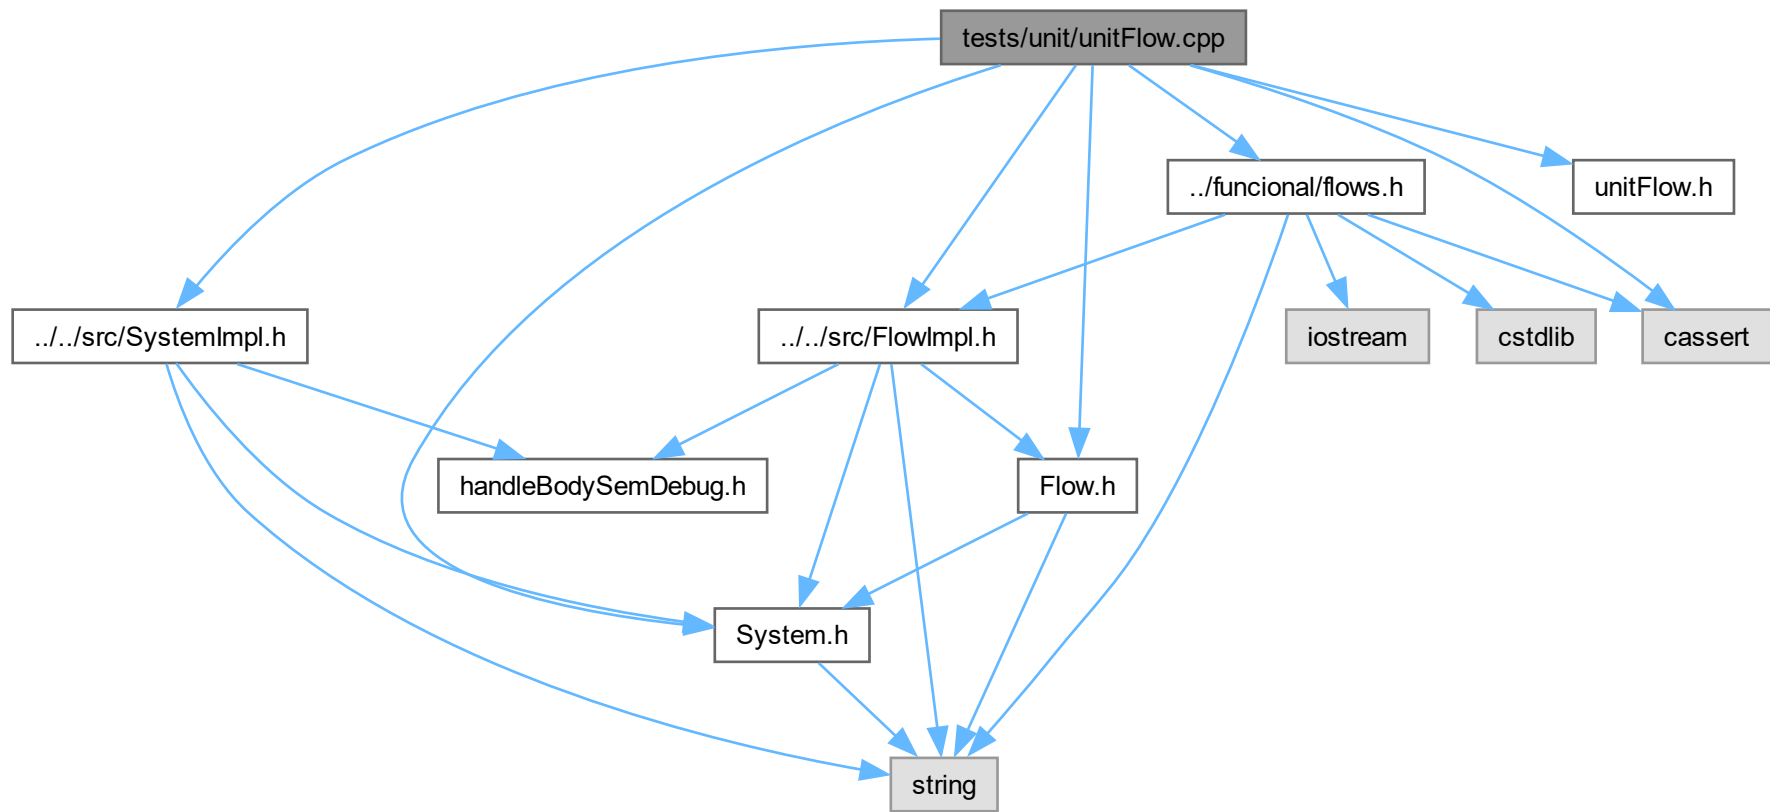 tests/unit/unitFlow.cpp
../funcional/flows.h
unitFlow.h
../../src/SystemImpl.h
../../src/FlowImpl.h
iostream
cstdlib
cassert
handleBodySemDebug.h
Flow.h
System.h
string